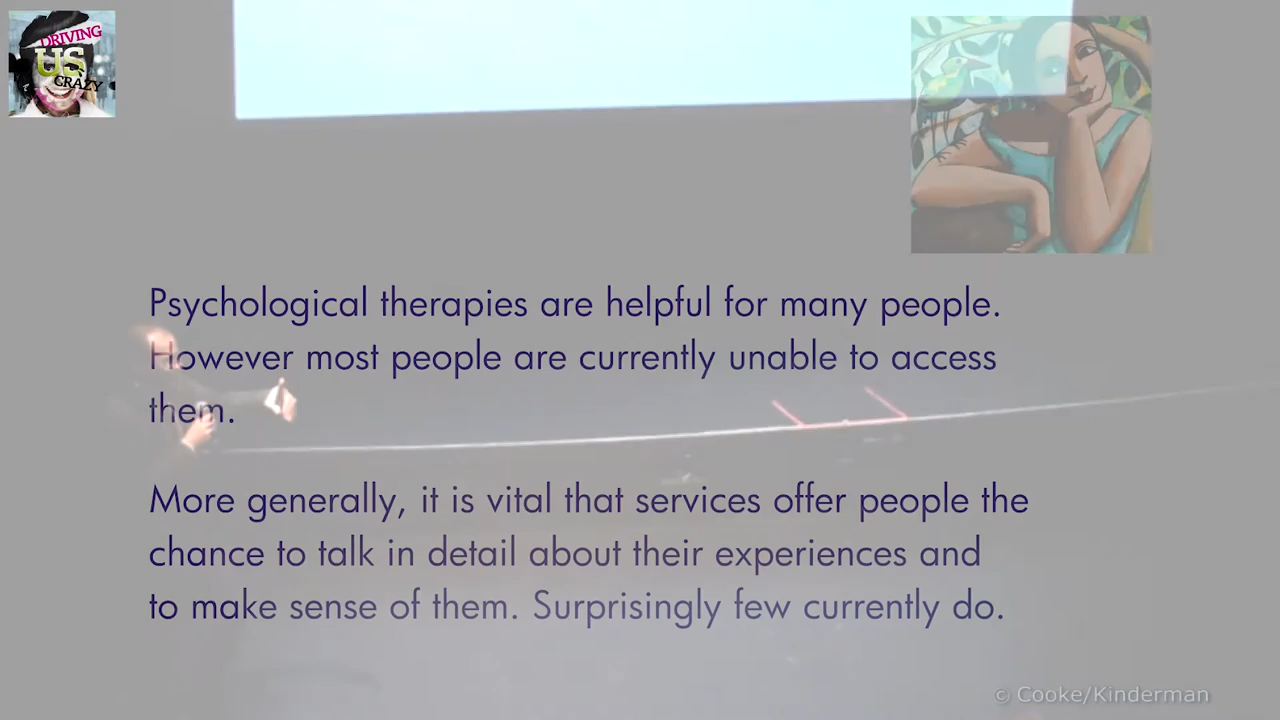 DRIVING
US
CRAZY
Psychological therapies are helpful for many people.
However most people are currently unable to access
them.
More generally, it is vital that services offer people the
chance to talk in detail about their experiences and
to make sense of them. Surprisingly few currently do.
© Cooke/Kinderman